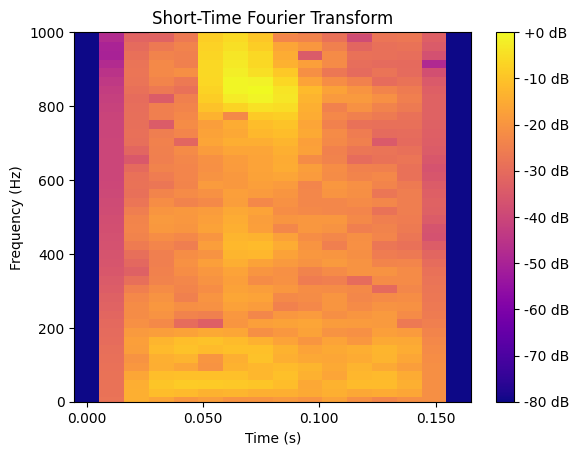 Short-Time Fourier Transform
1000
800
600
400
200
0
Frequency (Hz)
0.000
0.050
0.100
0.150
Time (s)
+0 dB
-10 dB
-20 dB
-30 dB
-40 dB
-50 dB
-60 dB
-70 dB
-80 dB